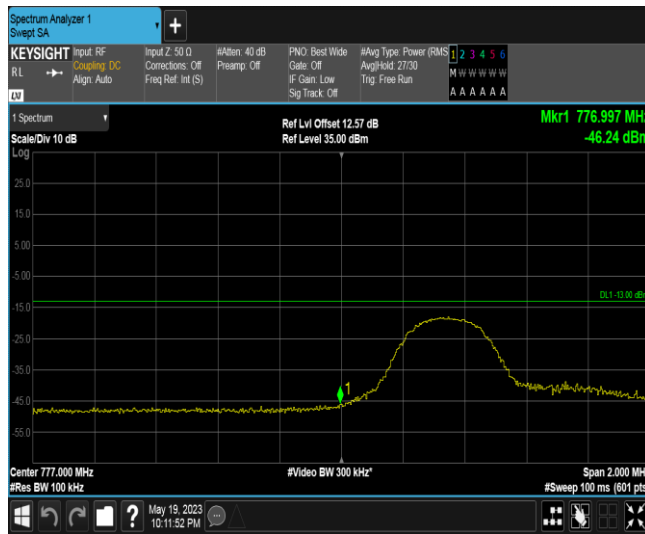 Spectrum Analyzer 1
Swept SA
+
KEYSIGHT
RL
LXI
Input: RF
Coupling: DC
Align: Auto
Input Z: 50 Ω
Corrections: Off
Freq Ref: Int (S)
#Atten: 40 dB
Preamp: Off
PNO: Best Wide
Gate: Off
IF Gain: Low
Sig Track: Off
#Avg Type: Power (RMS
Avg|Hold: 27/30
Trig: Free Run
1 2 3 4 5 6
M W W W W W
A A A A A A
1 Spectrum
Scale/Div 10 dB
Log
Ref Lvl Offset 12.57 dB
Ref Level 35.00 dBm
Mkr1 776.997 MHz
-46.24 dBm
25.0
15.0
5.00
-5.00
-15.0
-25.0
-35.0
-45.0
-55.0
DL1 -13.00 dBm
1
Center 777.000 MHz
#Res BW 100 kHz
#Video BW 300 kHz*
Span 2.000 MHz
#Sweep 100 ms (601 pts)
?
May 19, 2023
10:11:52 PM